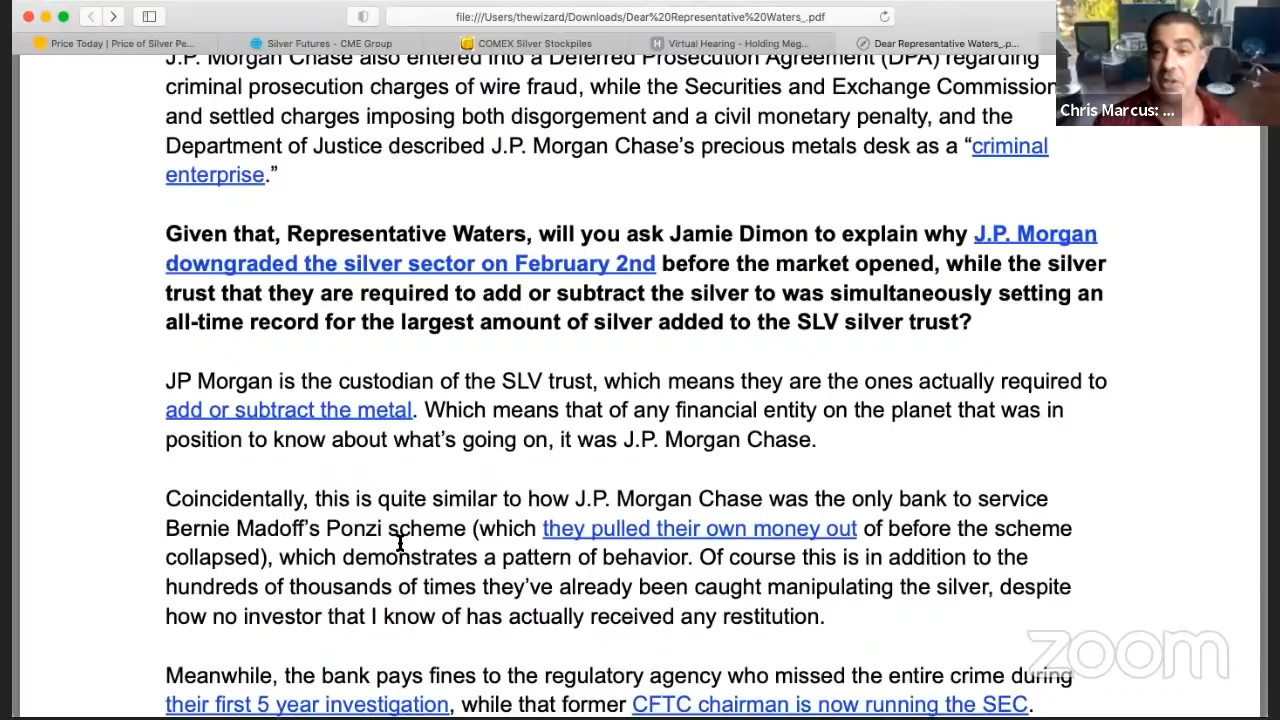 file:///Users/thewizard/Downloads/Dear%20Representative%20Waters_.pdf
Price Today | Price of Silver Pe...
Silver Futures - CME Group
COMEX Silver Stockpiles
Virtual Hearing - Holding Meg...
Dear Representative Waters_.p...
Chris Marcus: ...
J.P. Morgan Chase also entered into a Deferred Prosecution Agreement (DPA) regarding
criminal prosecution charges of wire fraud, while the Securities and Exchange Commission
and settled charges imposing both disgorgement and a civil monetary penalty, and the
Department of Justice described J.P. Morgan Chase's precious metals desk as a “criminal
enterprise.”
Given that, Representative Waters, will you ask Jamie Dimon to explain why J.P. Morgan
downgraded the silver sector on February 2nd before the market opened, while the silver
trust that they are required to add or subtract the silver to was simultaneously setting an
all-time record for the largest amount of silver added to the SLV silver trust?
JP Morgan is the custodian of the SLV trust, which means they are the ones actually required to
add or subtract the metal. Which means that of any financial entity on the planet that was in
position to know about what's going on, it was J.P. Morgan Chase.
Coincidentally, this is quite similar to how J.P. Morgan Chase was the only bank to service
Bernie Madoff's Ponzi scheme (which they pulled their own money out of before the scheme
collapsed), which demonstrates a pattern of behavior. Of course this is in addition to the
hundreds of thousands of times they've already been caught manipulating the silver, despite
how no investor that I know of has actually received any restitution.
Meanwhile, the bank pays fines to the regulatory agency who missed the entire crime during
their first 5 year investigation, while that former CFTC chairman is now running the SEC.
zoom